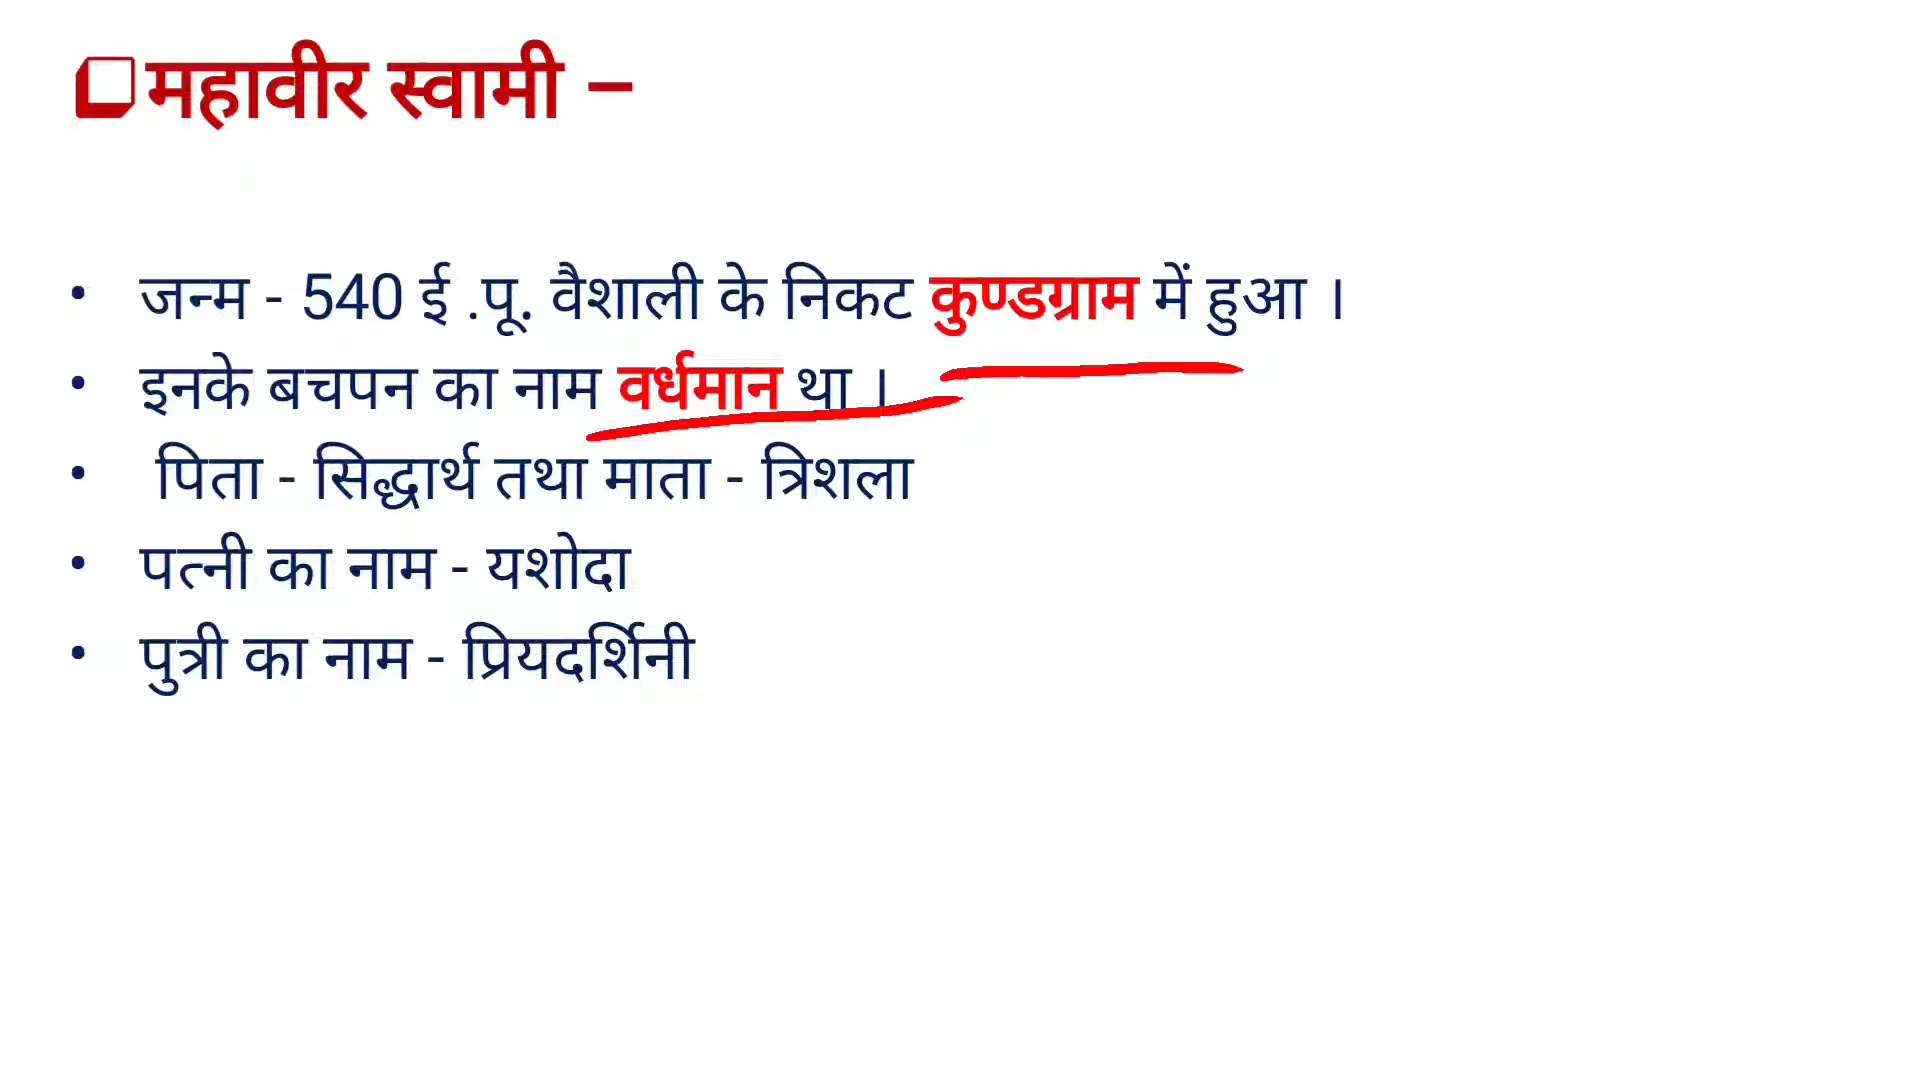 महावीर स्वामी –
• जन्म - 540 ई .पू. वैशाली के निकट कुण्डग्राम में हुआ ।
• इनके बचपन का नाम वर्धमान था ।
• पिता - सिद्धार्थ तथा माता - त्रिशला
• पत्नी का नाम - यशोदा
• पुत्री का नाम - प्रियदर्शिनी